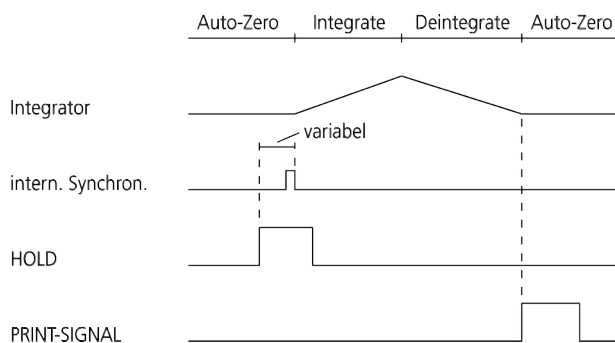 Auto-Zero Integrate Deintegrate Auto-Zero
Integrator
variabel
intern. Synchron.
HOLD
PRINT-SIGNAL